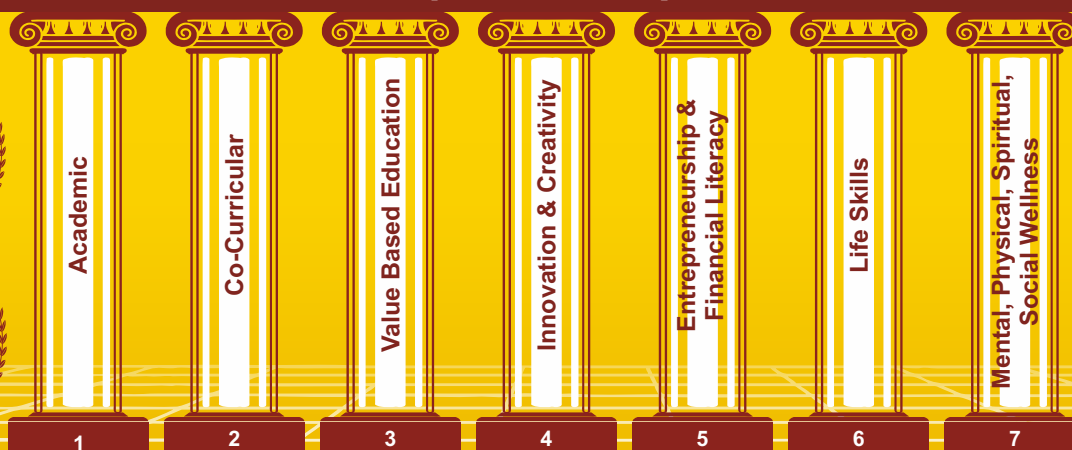 Academic
Co-Curricular
Value Based Education
Innovation & Creativity
Entrepreneurship &
Financial Literacy
Life Skills
Mental, Physical, Spiritual,
Social Wellness
1
2
3
4
5
6
7